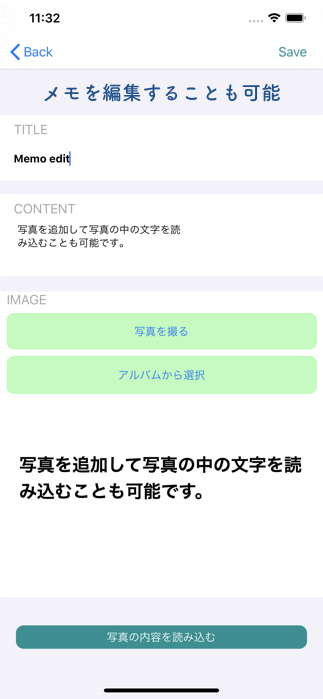 11:32
Back
Save
メモを編集することも可能
TITLE
Memo edit
CONTENT
写真を追加して写真の中の文字を読
み込むことも可能です。
IMAGE
写真を撮る
アルバムから選択
写真を追加して写真の中の文字を読
み込むことも可能です。
写真の内容を読み込む